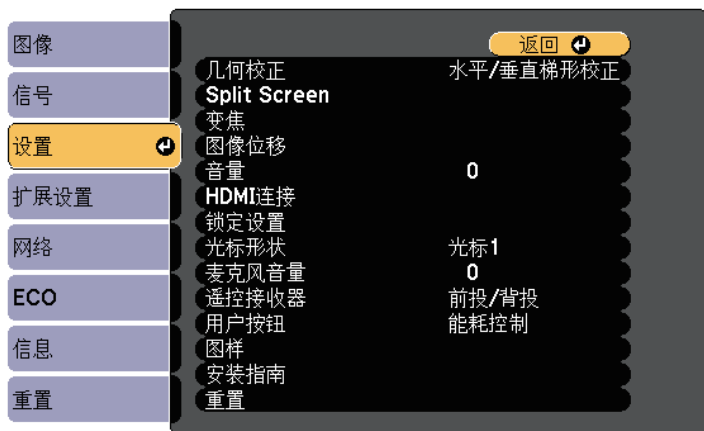 图像
信号
设置
扩展设置
网络
ECO
信息
重置
返回
几何校正 水平/垂直梯形校正
Split Screen
变焦
图像位移
音量 0
HDMI连接
锁定设置
光标形状 光标1
麦克风音量 0
遥控接收器 前投/背投
用户按钮 能耗控制
图样
安装指南
重置